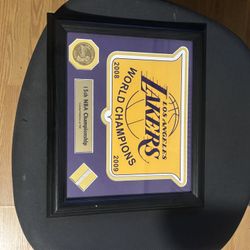 LOS ANGELES
LAKERS
2008
WORLD CHAMPIONS
2009
15th NBA Championship